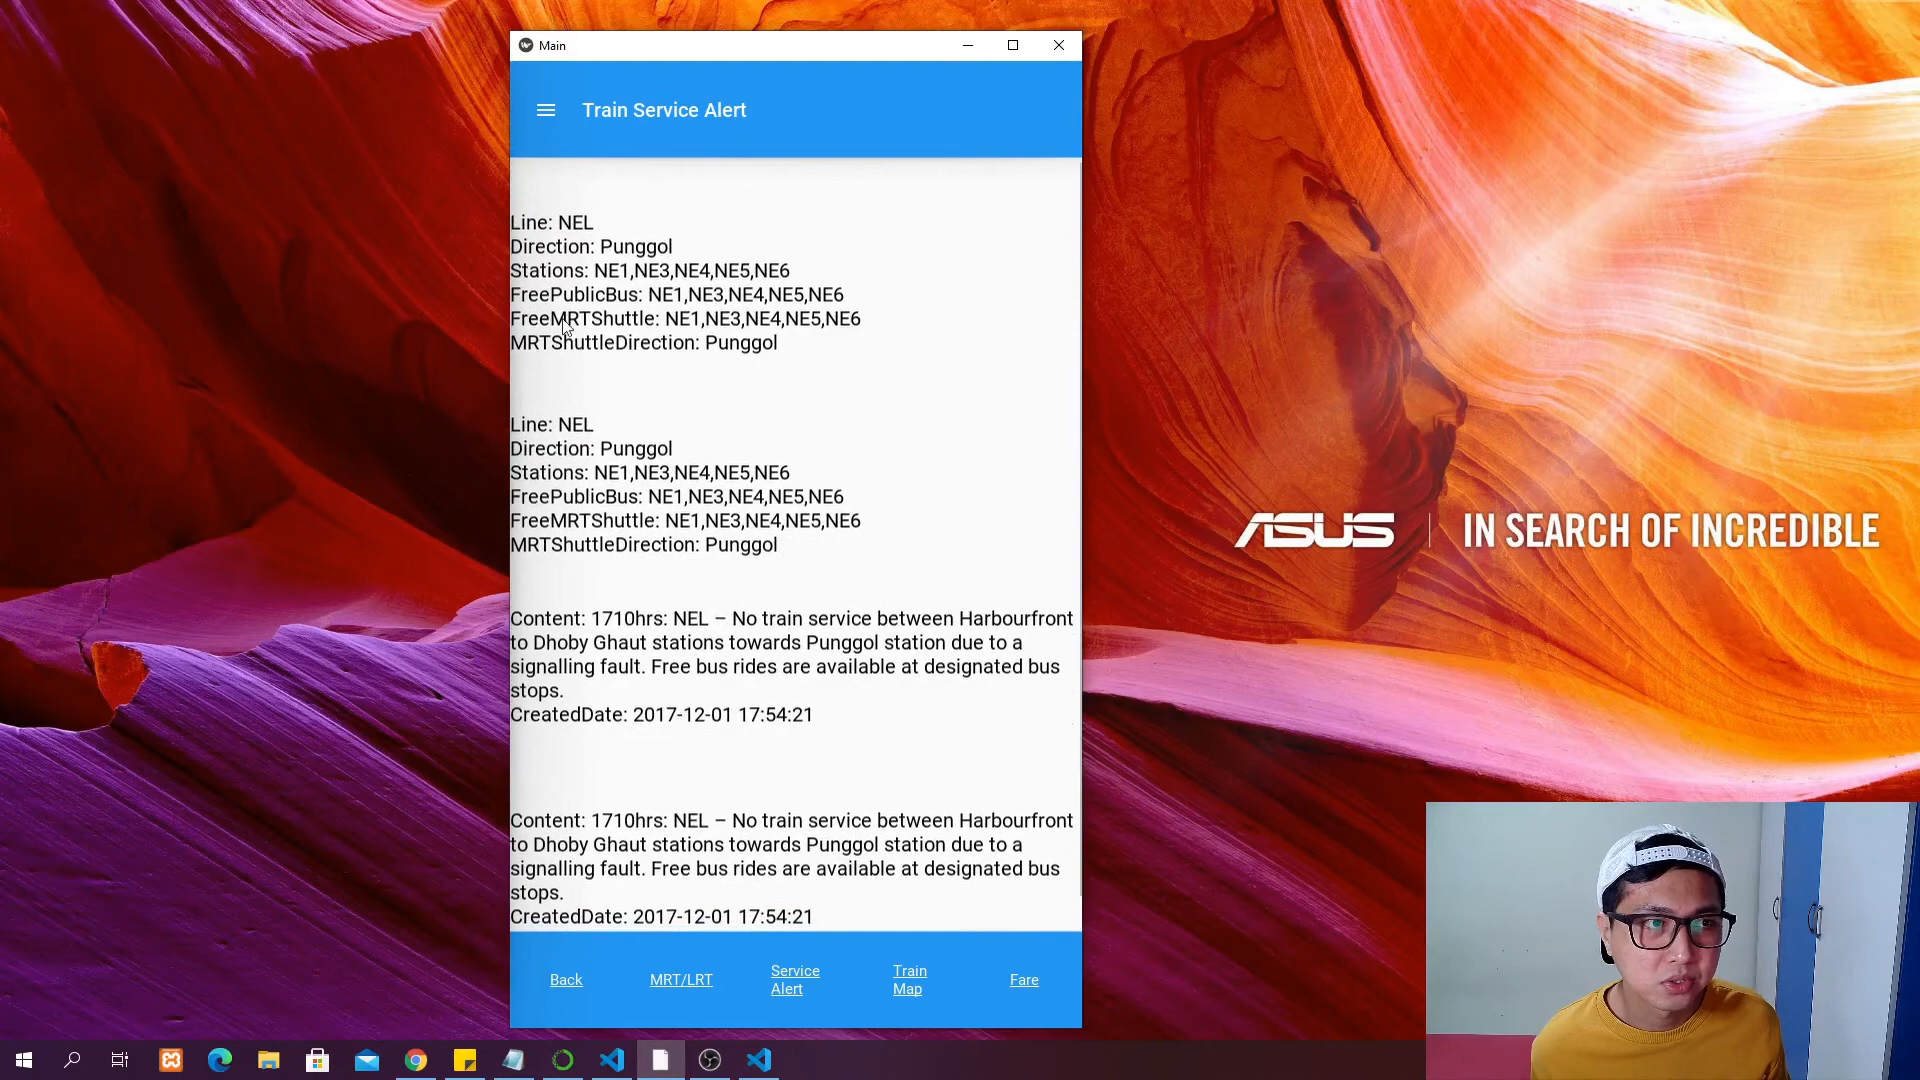 Main
Train Service Alert
Line: NEL
Direction: Punggol
Stations: NE1,NE3,NE4,NE5,NE6
FreePublicBus: NE1,NE3,NE4,NE5,NE6
FreeMRTShuttle: NE1,NE3,NE4,NE5,NE6
MRTShuttleDirection: Punggol
Line: NEL
Direction: Punggol
Stations: NE1,NE3,NE4,NE5,NE6
FreePublicBus: NE1,NE3,NE4,NE5,NE6
FreeMRTShuttle: NE1,NE3,NE4,NE5,NE6
MRTShuttleDirection: Punggol
Content: 1710hrs: NEL – No train service between Harbourfront
to Dhoby Ghaut stations towards Punggol station due to a
signalling fault. Free bus rides are available at designated bus
stops.
CreatedDate: 2017-12-01 17:54:21
Content: 1710hrs: NEL – No train service between Harbourfront
to Dhoby Ghaut stations towards Punggol station due to a
signalling fault. Free bus rides are available at designated bus
stops.
CreatedDate: 2017-12-01 17:54:21
Back
MRT/LRT
Service
Alert
Train
Map
Fare
ASUS | IN SEARCH OF INCREDIBLE